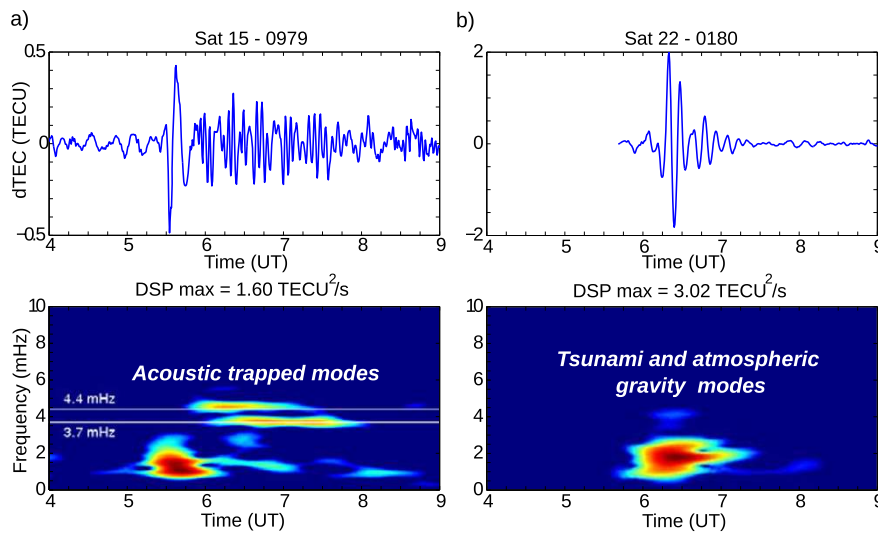 a)
Sat 15 - 0979
dTEC (TECU)
0.5
0
−0.5
4 5 6 7 8 9
Time (UT)
DSP max = 1.60 TECU2/s
Frequency (mHz)
10
8
6
4
2
0
Acoustic trapped modes
4.4 mHz
3.7 mHz
4 5 6 7 8 9
Time (UT)
b)
Sat 22 - 0180
2
0
−2
4 5 6 7 8 9
Time (UT)
DSP max = 3.02 TECU2/s
10
8
6
4
2
0
Tsunami and atmospheric
gravity modes
4 5 6 7 8 9
Time (UT)